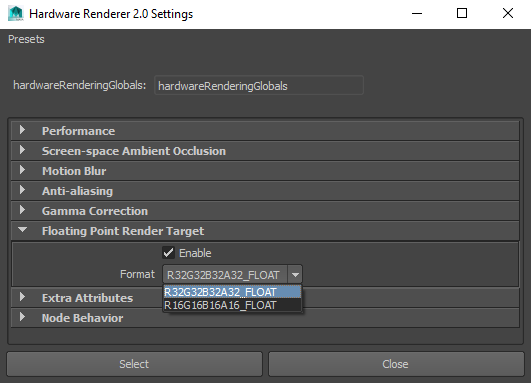 Hardware Renderer 2.0 Settings
Presets
hardwareRenderingGlobals: hardwareRenderingGlobals
Performance
Screen-space Ambient Occlusion
Motion Blur
Anti-aliasing
Gamma Correction
Floating Point Render Target
Enable
Format R32G32B32A32_FLOAT
R32G32B32A32_FLOAT
R16G16B16A16_FLOAT
Extra Attributes
Node Behavior
Select Close